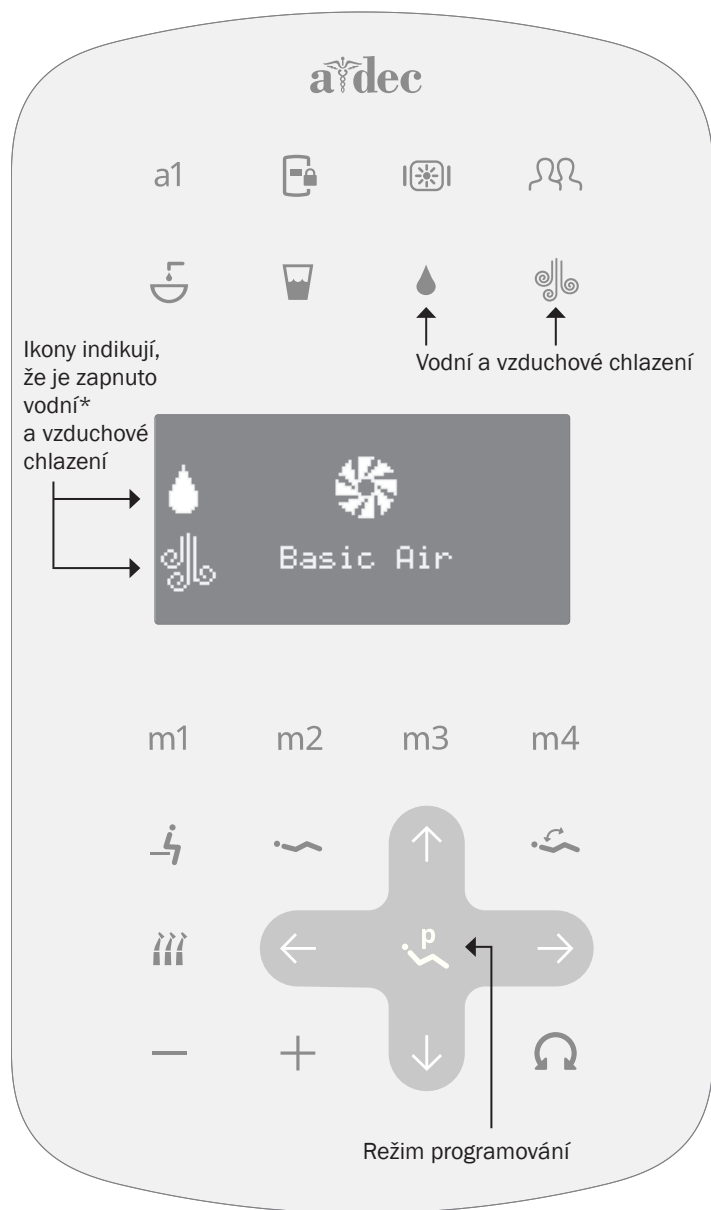 a dec
a1
Ikony indikují,
že je zapnuto
vodní*
a vzduchové
chlazení
Vodní a vzduchové chlazení
Basic Air
m1 m2 m3 m4
p
Režim programování